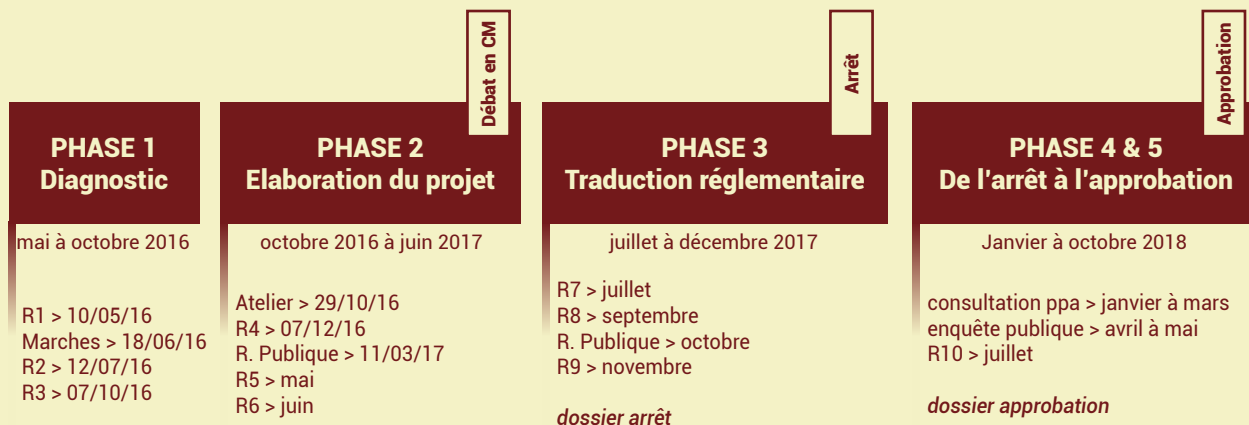 PHASE 1
Diagnostic
mai à octobre 2016
R1 > 10/05/16
Marches > 18/06/16
R2 > 12/07/16
R3 > 07/10/16
Débat en CM
PHASE 2
Elaboration du projet
octobre 2016 à juin 2017
Atelier > 29/10/16
R4 > 07/12/16
R. Publique > 11/03/17
R5 > mai
R6 > juin
Arrêt
PHASE 3
Traduction réglementaire
juillet à décembre 2017
R7 > juillet
R8 > septembre
R. Publique > octobre
R9 > novembre
dossier arrêt
Approbation
PHASE 4 & 5
De l'arrêt à l'approbation
Janvier à octobre 2018
consultation ppa > janvier à mars
enquête publique > avril à mai
R10 > juillet
dossier approbation